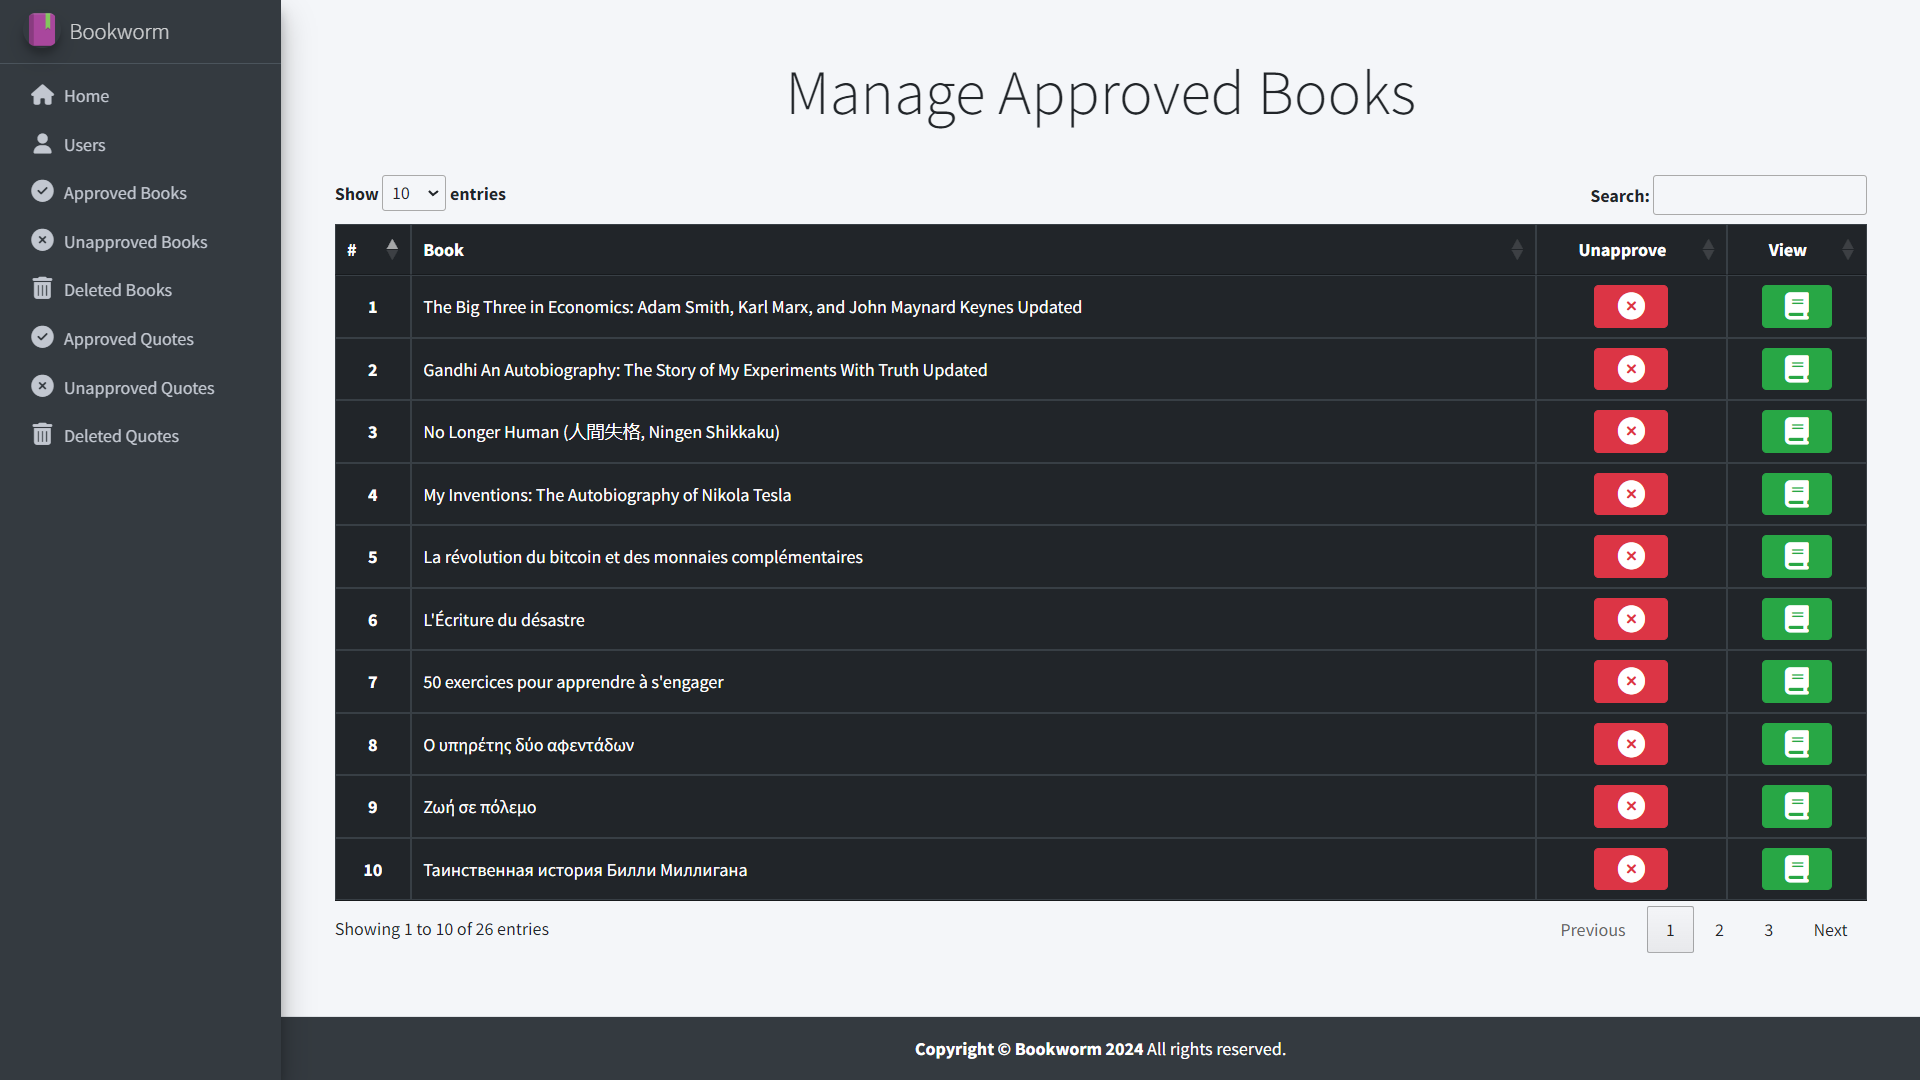 Bookworm
Home
Users
Approved Books
Unapproved Books
Deleted Books
Approved Quotes
Unapproved Quotes
Deleted Quotes
Manage Approved Books
Show 10 entries
Search:
# Book Unapprove View
1 The Big Three in Economics: Adam Smith, Karl Marx, and John Maynard Keynes Updated
2 Gandhi An Autobiography: The Story of My Experiments With Truth Updated
3 No Longer Human (人間失格, Ningen Shikkaku)
4 My Inventions: The Autobiography of Nikola Tesla
5 La révolution du bitcoin et des monnaies complémentaires
6 L'Écriture du désastre
7 50 exercices pour apprendre à s'engager
8 Ο υπηρέτης δύο αφεντάδων
9 Ζωή σε πόλεμο
10 Таинственная история Билли Миллигана
Showing 1 to 10 of 26 entries
Previous 1 2 3 Next
Copyright © Bookworm 2024 All rights reserved.